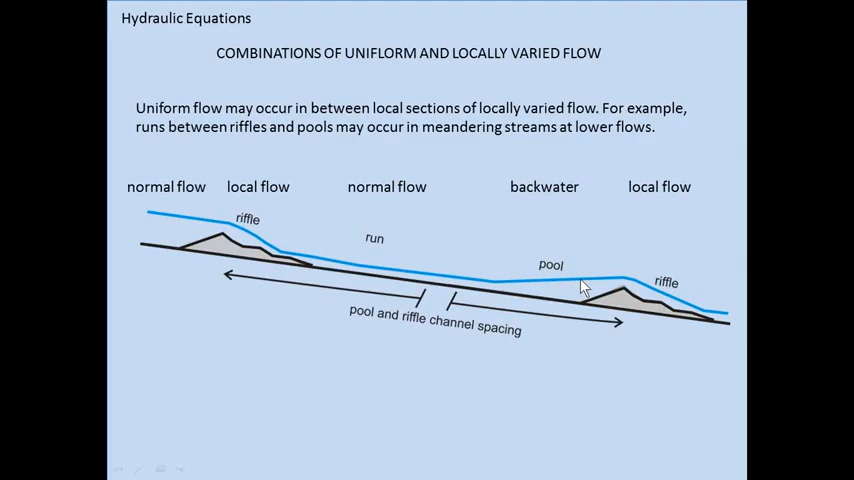 Hydraulic Equations
COMBINATIONS OF UNIFLORM AND LOCALLY VARIED FLOW
Uniform flow may occur in between local sections of locally varied flow. For example,
runs between riffles and pools may occur in meandering streams at lower flows.
normal flow local flow normal flow backwater local flow
riffle
run
pool
riffle
pool and riffle channel spacing